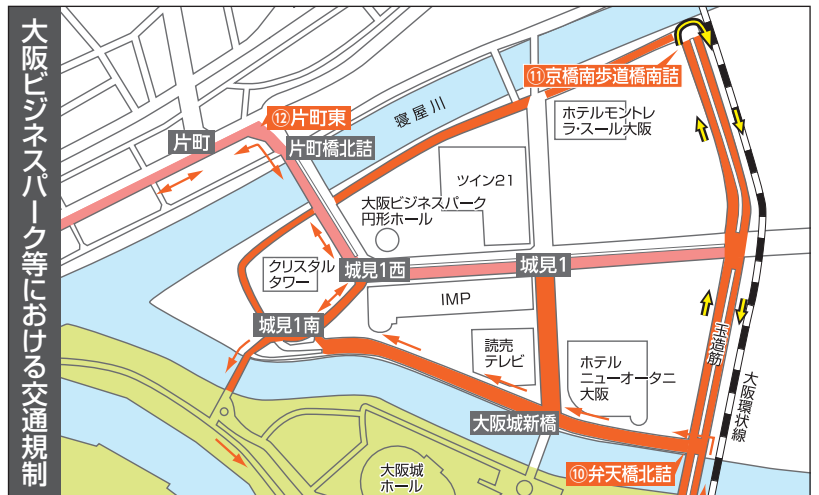 大阪ビジネスパーク等における交通規制
⑪京橋南歩道橋南詰
⑫片町東
片町
片町橋北詰
寝屋川
ホテルモントレ
ラ・スール大阪
ツイン21
大阪ビジネスパーク
円形ホール
クリスタル
タワー
城見1西
城見1
IMP
城見1南
読売
テレビ
ホテル
ニューオータニ
大阪
玉造筋
大阪環状線
大阪城新橋
⑩弁天橋北詰
大阪城
ホール